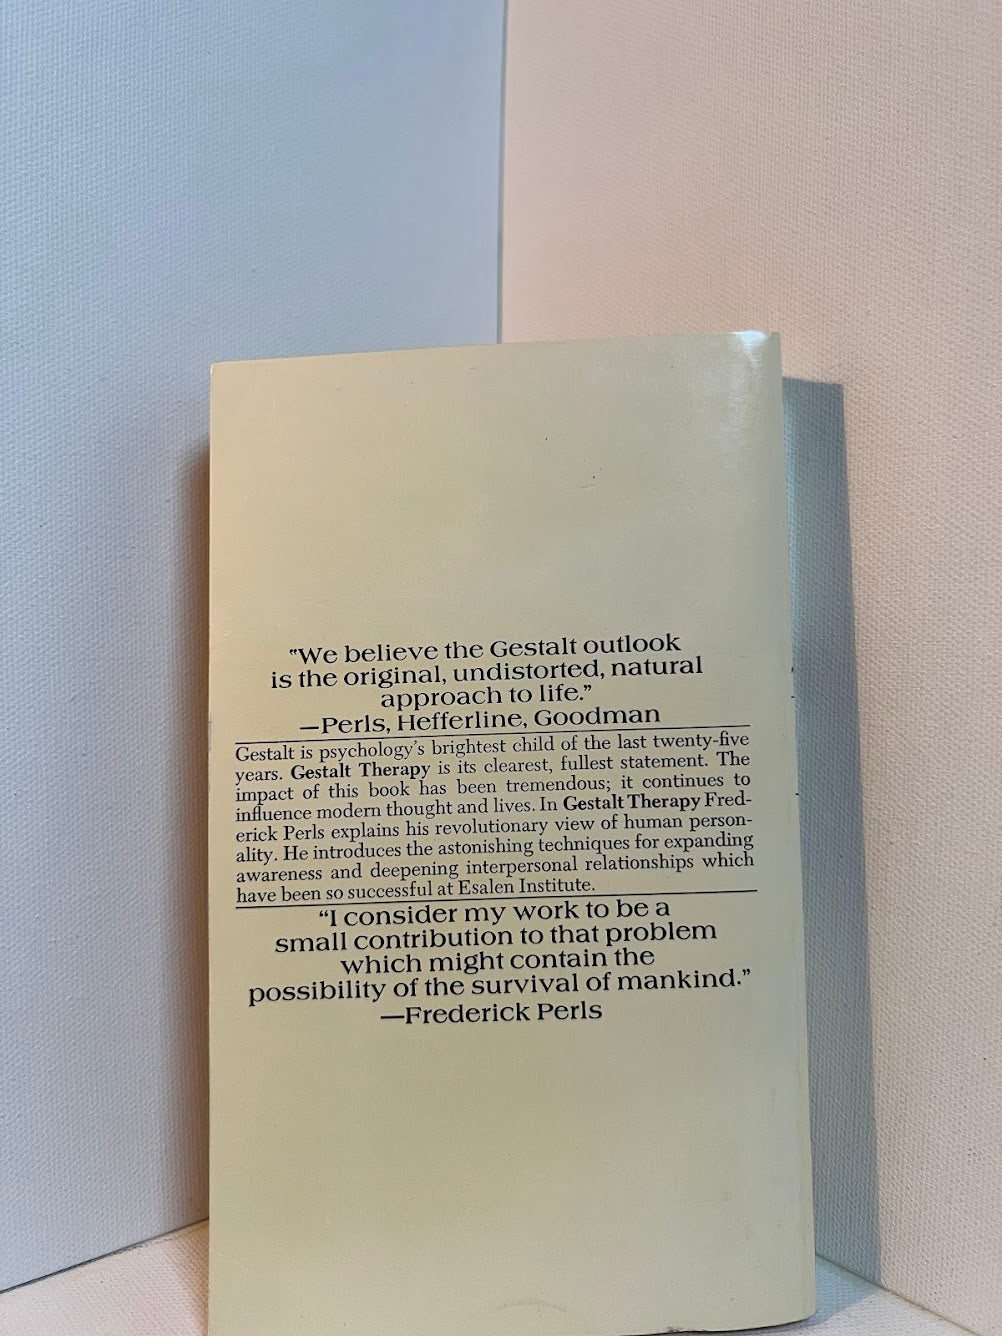 "We believe the Gestalt outlook
is the original, undistorted, natural
approach to life."
—Perls, Hefferline, Goodman
Gestalt is psychology's brightest child of the last twenty-five
years. Gestalt Therapy is its clearest, fullest statement. The
impact of this book has been tremendous; it continues to
influence modern thought and lives. In Gestalt Therapy Fred-
erick Perls explains his revolutionary view of human person-
ality. He introduces the astonishing techniques for expanding
awareness and deepening interpersonal relationships which
have been so successful at Esalen Institute.
"I consider my work to be a
small contribution to that problem
which might contain the
possibility of the survival of mankind."
—Frederick Perls